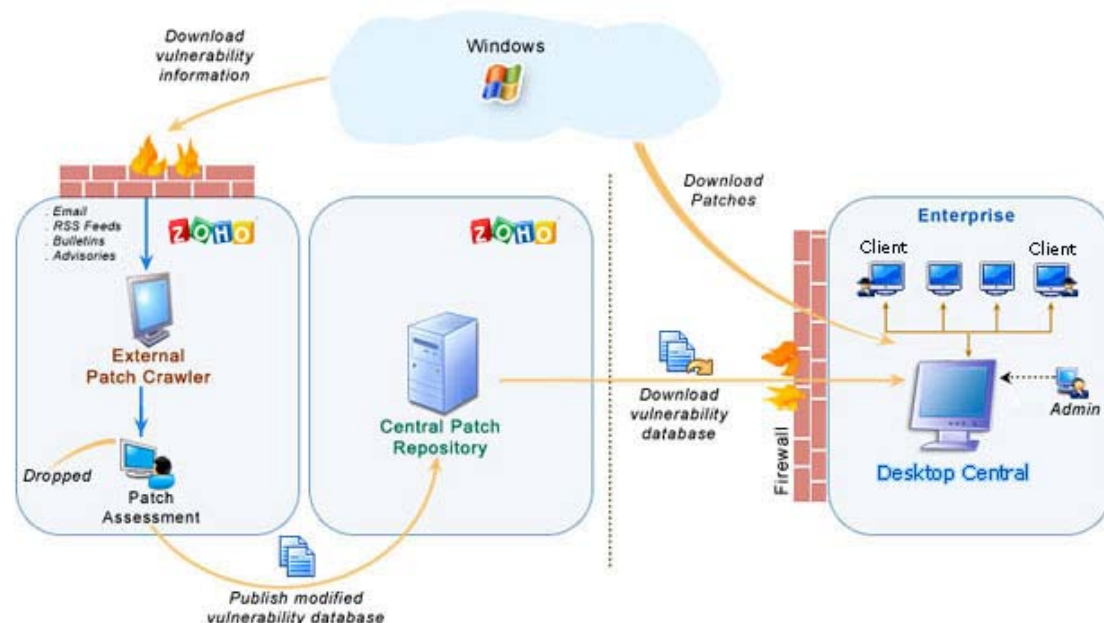 Download
vulnerability
information
Windows
. Email
. RSS Feeds
. Bulletins
. Advisories
ZOHO
External
Patch Crawler
Dropped
Patch
Assessment
Publish modified
vulnerability database
ZOHO
Central Patch
Repository
Download
Patches
Download
vulnerability
database
Firewall
Enterprise
Client
Client
Admin
Desktop Central